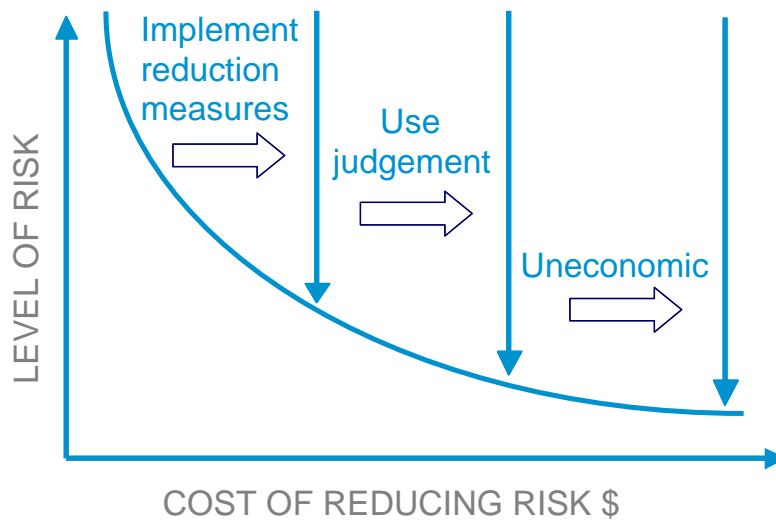 Implement
reduction
measures
Use
judgement
Uneconomic
LEVEL OF RISK
COST OF REDUCING RISK $